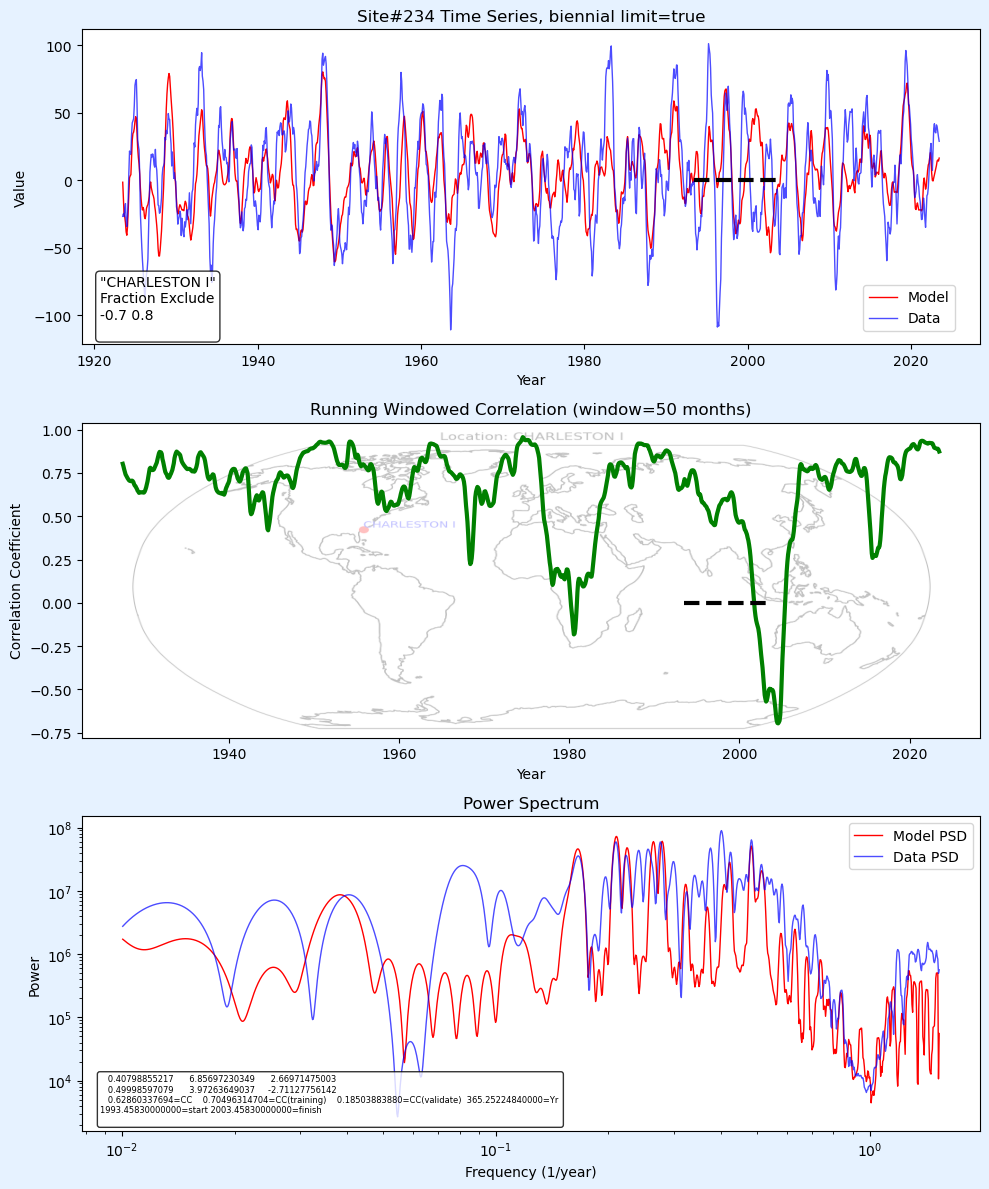 Site#234 Time Series, biennial limit=true
100
50
0
−50
−100
Value
"CHARLESTON I"
Fraction Exclude
-0.7 0.8
Model
Data
1920
1940
1960
1980
2000
2020
Year
Running Windowed Correlation (window=50 months)
Location: CHARLESTON I
CHARLESTON I
1.00
0.75
0.50
0.25
0.00
−0.25
−0.50
−0.75
Correlation Coefficient
1940
1960
1980
2000
2020
Year
Power Spectrum
Model PSD
Data PSD
10⁸
10⁷
10⁶
10⁵
10⁴
Power
0.40798855217 6.85697230349 2.66971475003
0.49998597079 3.97263649037 -2.71127756142
0.62860337694=CC 0.70496314704=CC(training) 0.18503883880=CC(validate) 365.25224840000=Yr
1993.45830000000=start 2003.45830000000=finish
10⁻²
10⁻¹
10⁰
Frequency (1/year)